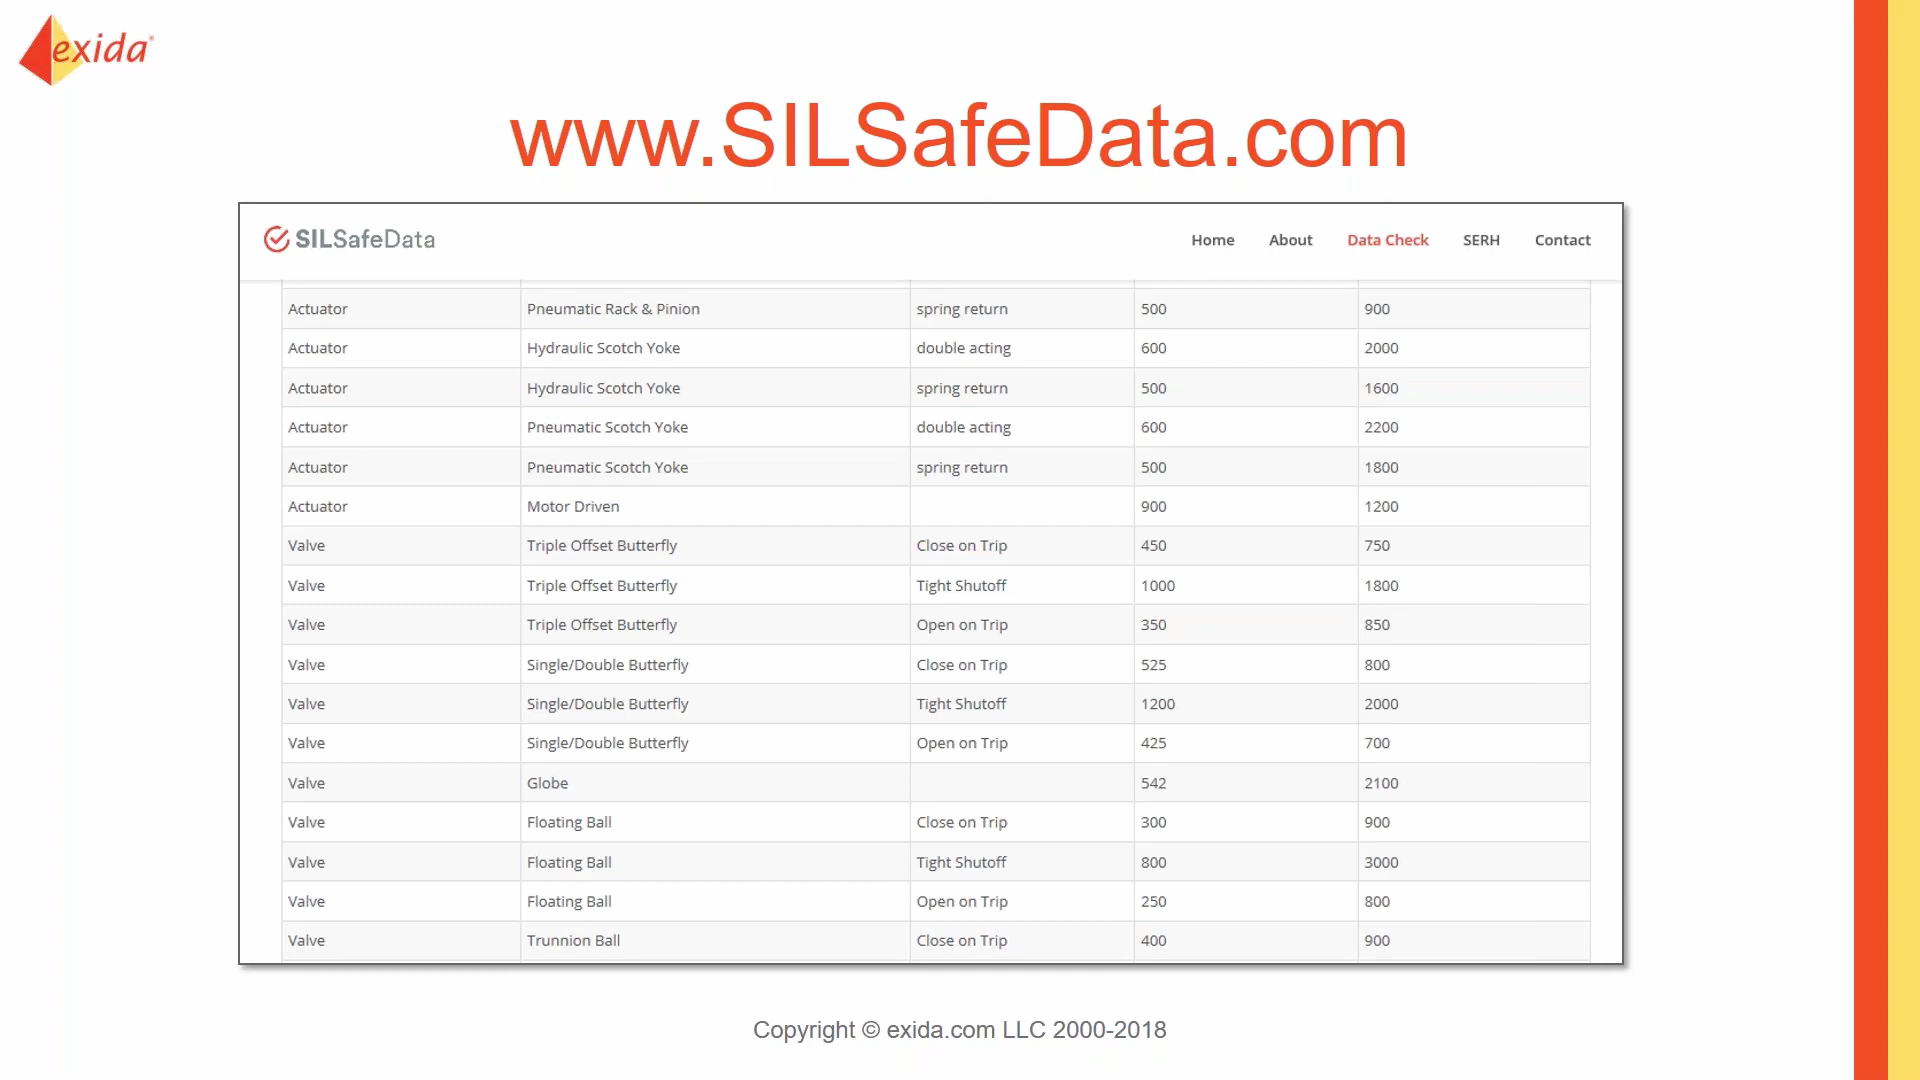 exida
www.SILSafeData.com
SILSafeData Home About Data Check SERH Contact
Actuator Pneumatic Rack & Pinion spring return 500 900
Actuator Hydraulic Scotch Yoke double acting 600 2000
Actuator Hydraulic Scotch Yoke spring return 500 1600
Actuator Pneumatic Scotch Yoke double acting 600 2200
Actuator Pneumatic Scotch Yoke spring return 500 1800
Actuator Motor Driven 900 1200
Valve Triple Offset Butterfly Close on Trip 450 750
Valve Triple Offset Butterfly Tight Shutoff 1000 1800
Valve Triple Offset Butterfly Open on Trip 350 850
Valve Single/Double Butterfly Close on Trip 525 800
Valve Single/Double Butterfly Tight Shutoff 1200 2000
Valve Single/Double Butterfly Open on Trip 425 700
Valve Globe 542 2100
Valve Floating Ball Close on Trip 300 900
Valve Floating Ball Tight Shutoff 800 3000
Valve Floating Ball Open on Trip 250 800
Valve Trunnion Ball Close on Trip 400 900
Copyright © exida.com LLC 2000-2018